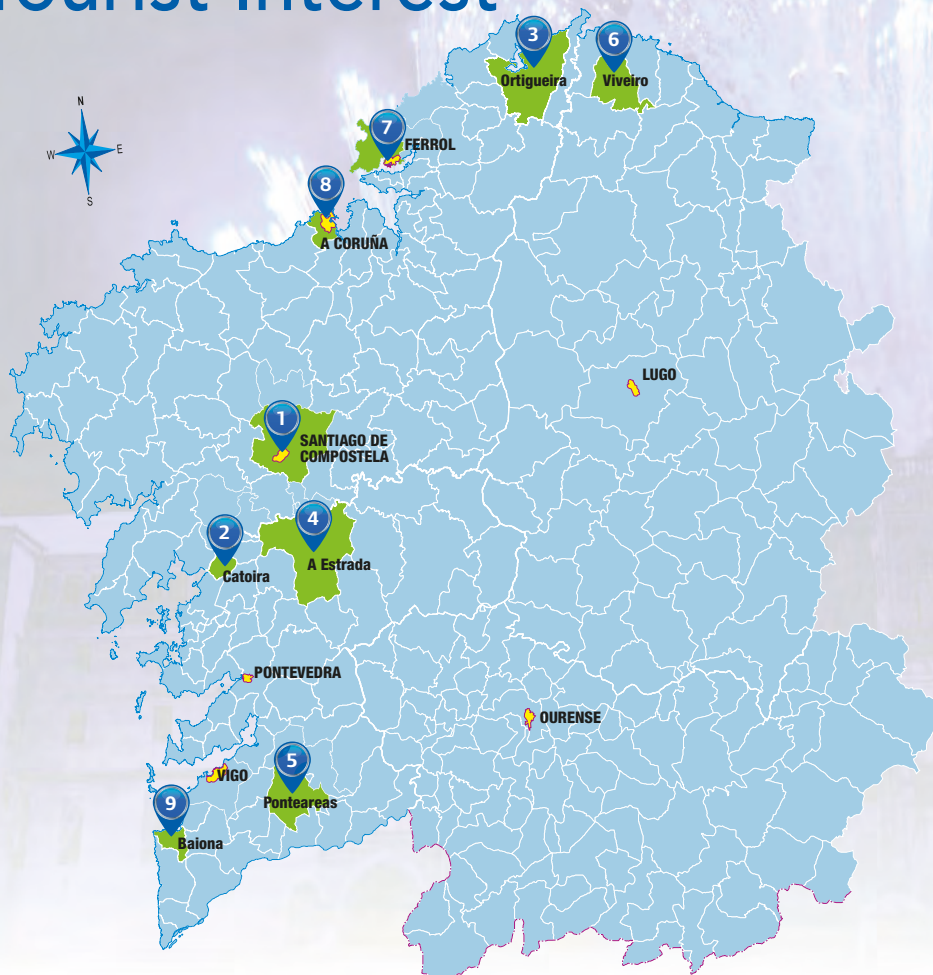 Tourist Interest
3
6
Ortigueira
Viveiro
N
W
E
S
7
FERROL
8
A CORUÑA
LUGO
1
SANTIAGO DE
COMPOSTELA
2
4
Catoira
A Estrada
PONTEVEDRA
OURENSE
5
VIGO
Ponteareas
9
Baiona